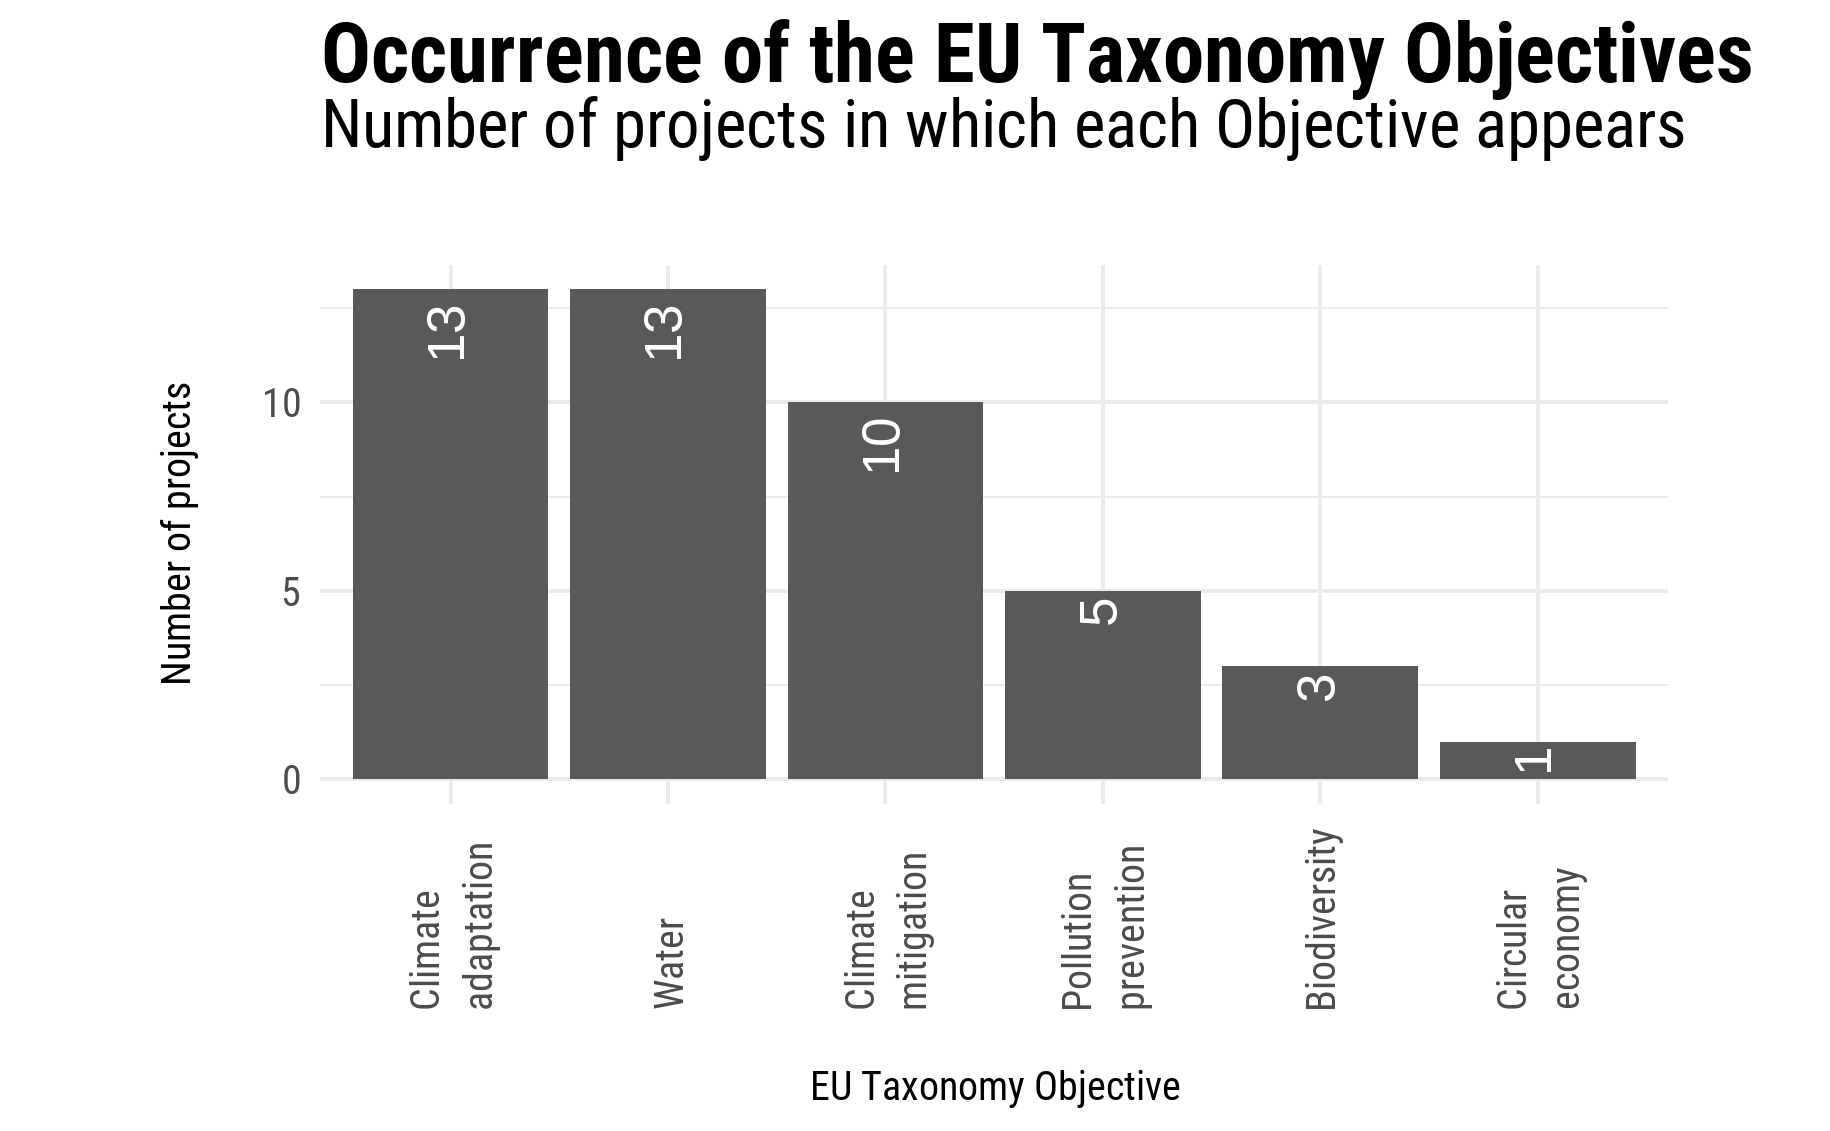 Occurrence of the EU Taxonomy Objectives
Number of projects in which each Objective appears
Number of projects
10
5
0
13
13
10
5
3
1
Climate
adaptation
Water
Climate
mitigation
Pollution
prevention
Biodiversity
Circular
economy
EU Taxonomy Objective